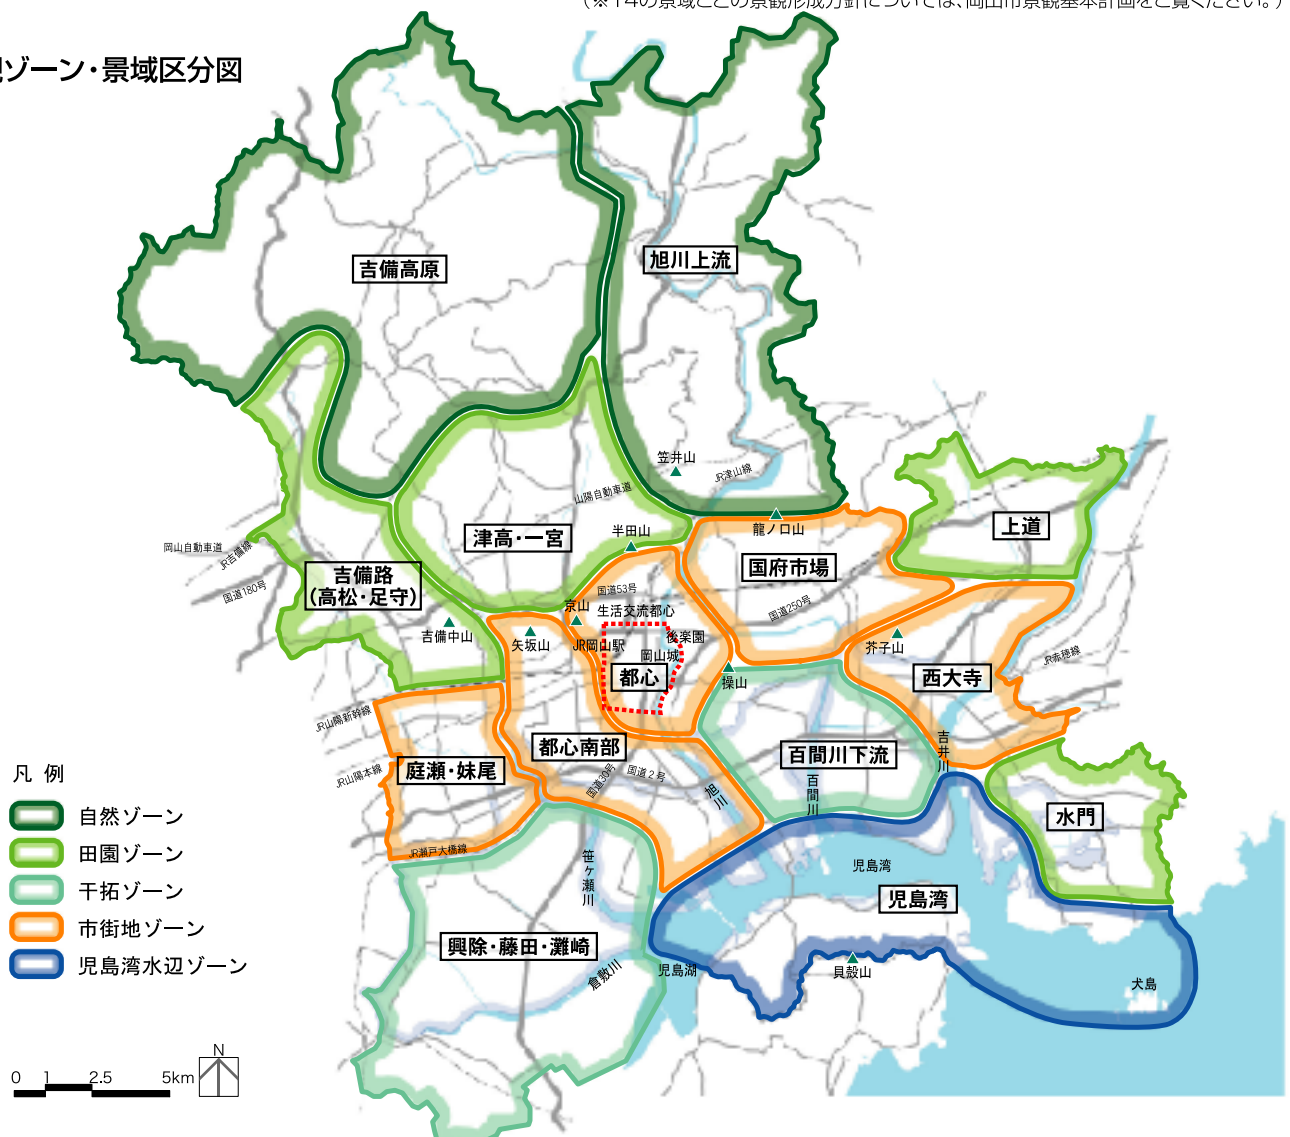 (※14の景域ごとの景観形成方針については、岡山市景観基本計画をご覧ください。)
ゾーン・景域区分図
吉備高原
旭川上流
笠井山
JR津山線
山陽自動車道
龍ノ口山
上道
津高・一宮
半田山
国府市場
岡山自動車道
JR吉備線
国道180号
吉備路
(高松・足守)
国道53号
国道250号
京山
生活交流都心
吉備中山
矢坂山
JR岡山駅
後楽園
岡山城
芥子山
都心
操山
西大寺
JR赤穂線
JR山陽新幹線
都心南部
百間川下流
吉井川
JR山陽本線
庭瀬・妹尾
国道30号
国道2号
旭川
百間川
水門
凡 例
自然ゾーン
田園ゾーン
干拓ゾーン
市街地ゾーン
児島湾水辺ゾーン
JR瀬戸大橋線
笹ヶ瀬川
児島湾
児島湾
興除・藤田・灘崎
倉敷川
児島湖
貝殻山
犬島
N
0 1 2.5 5km